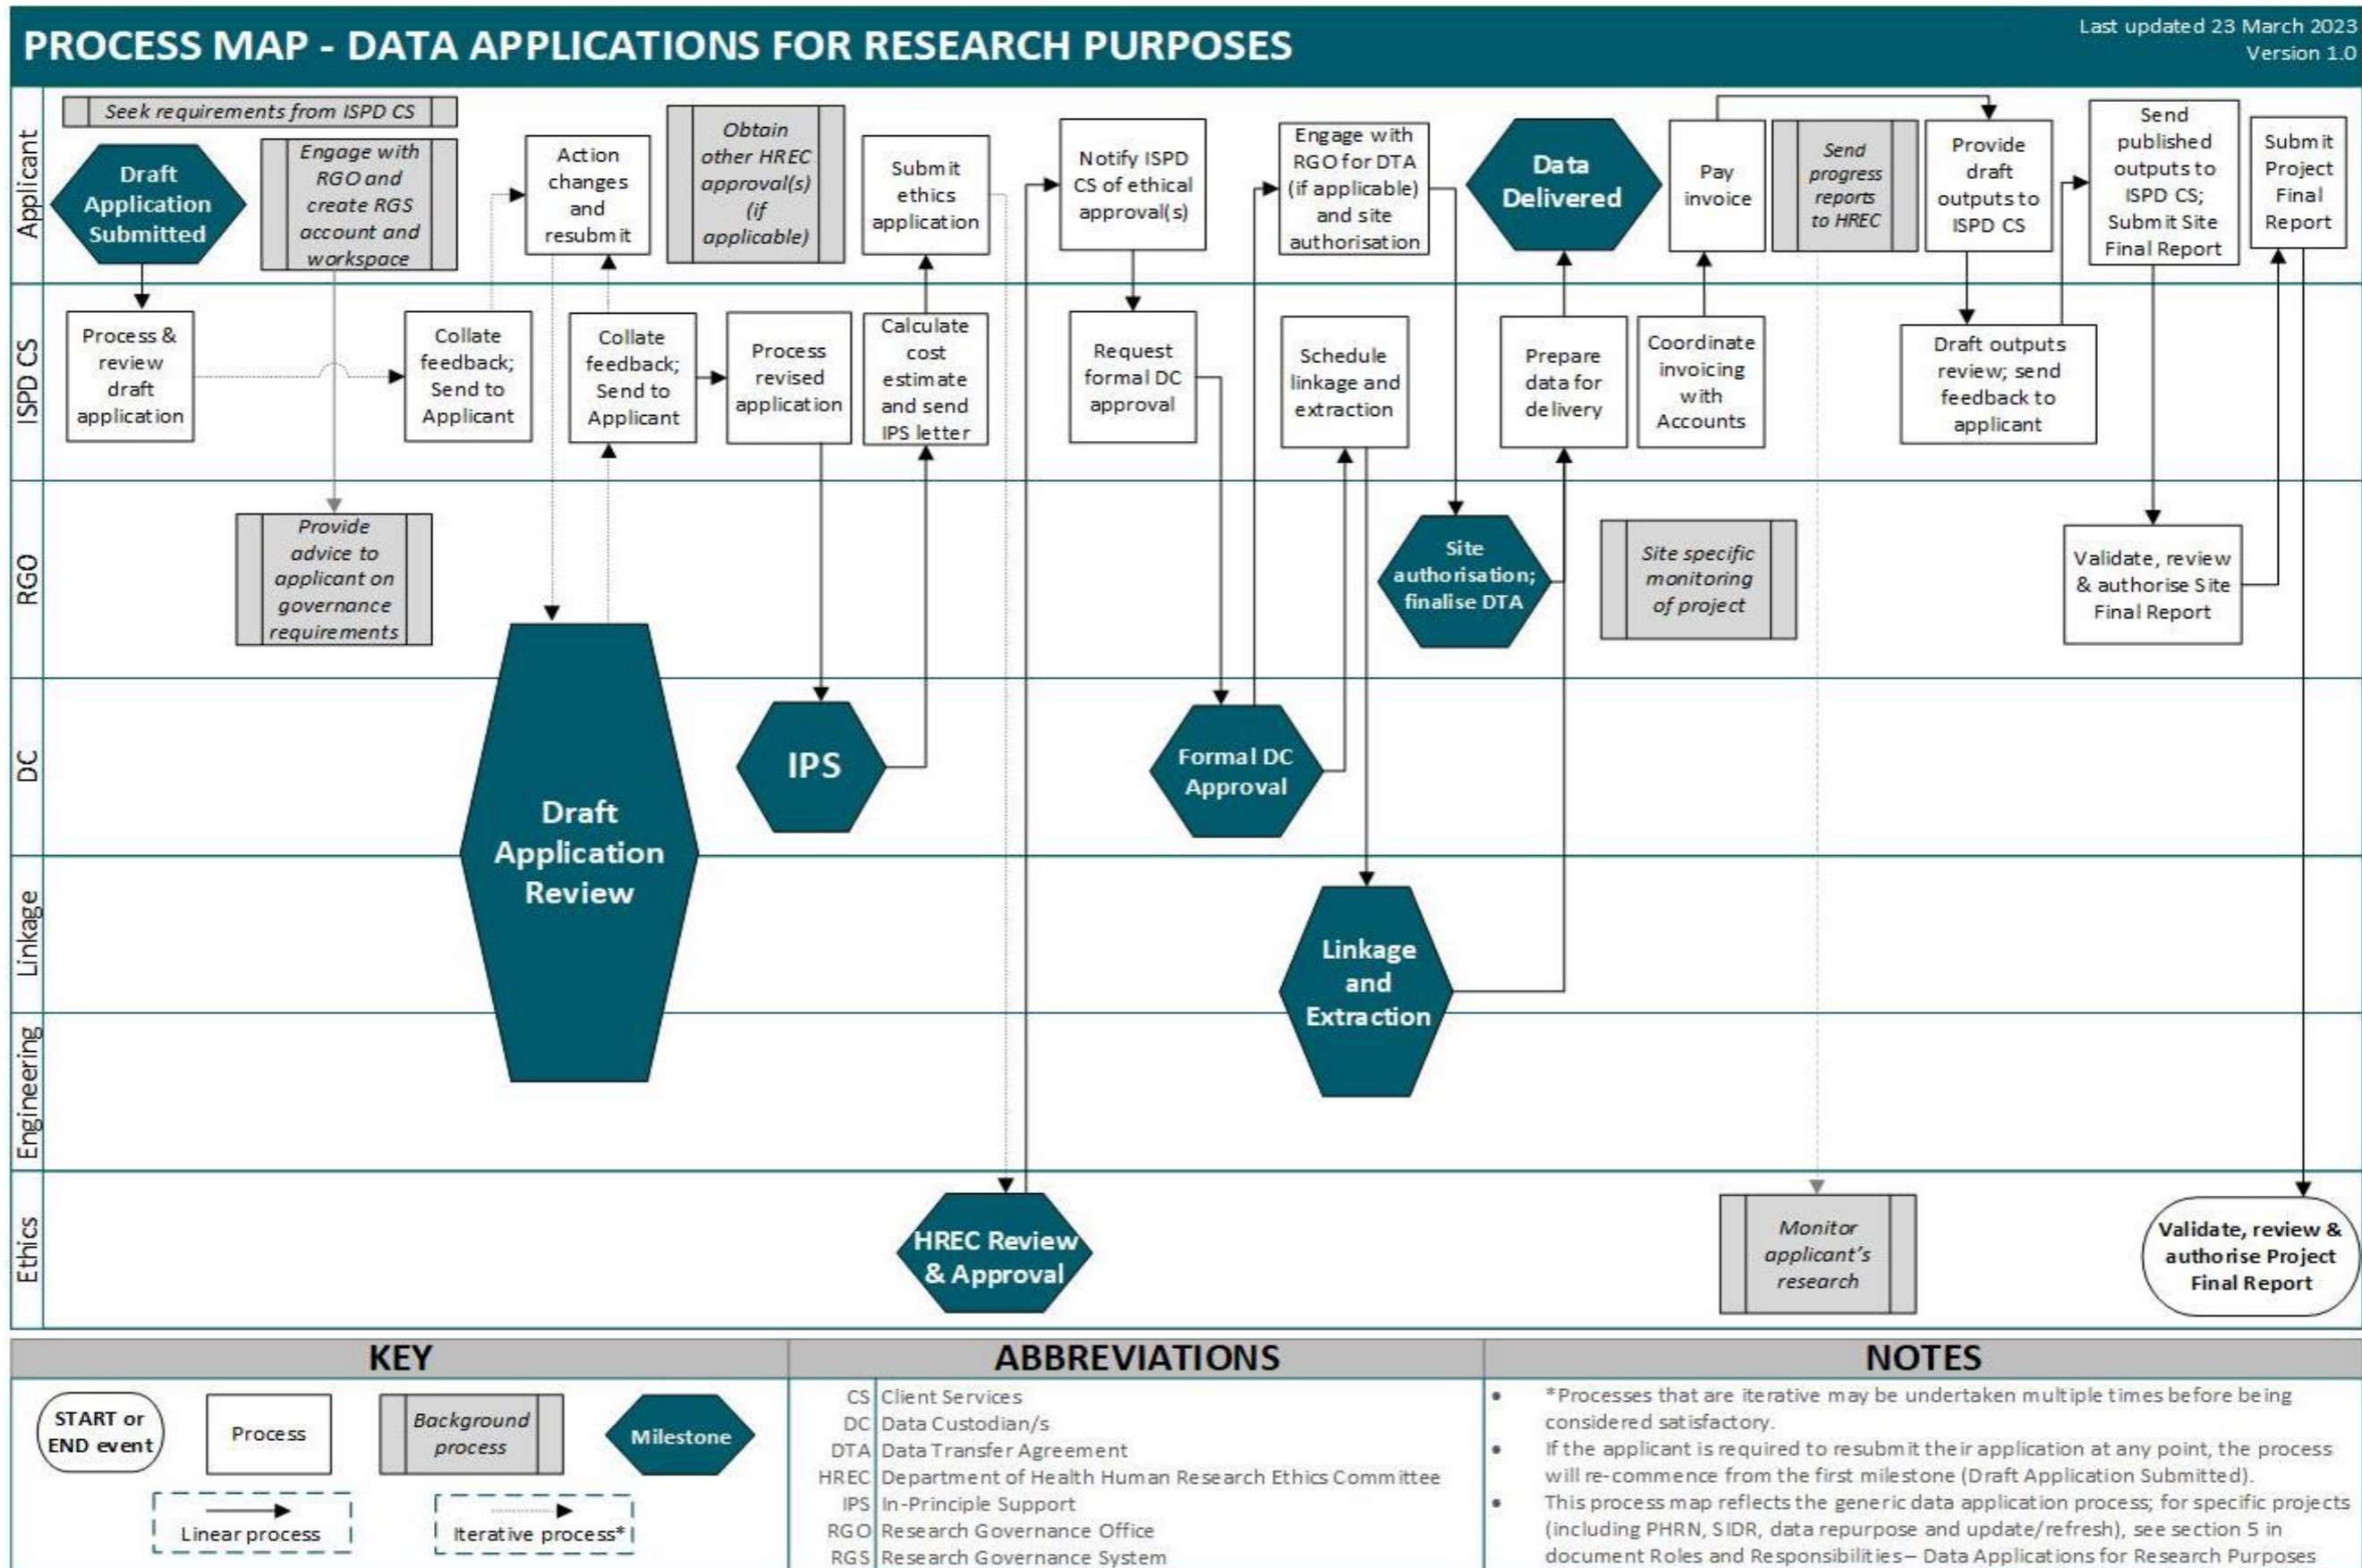 PROCESS MAP - DATA APPLICATIONS FOR RESEARCH PURPOSES
Last updated 23 March 2023
Version 1.0
Applicant
Seek requirements from ISPD CS
Draft
Application
Submitted
Engage with
RGO and
create RGS
account and
workspace
Action
changes
and
resubmit
Obtain
other HREC
approval(s)
(if
applicable)
Submit
ethics
application
Notify ISPD
CS of ethical
approval(s)
Engage with
RGO for DTA
(if applicable)
and site
authorisation
Data
Delivered
Pay
invoice
Send
progress
reports
to HREC
Provide
draft
outputs to
ISPD CS
Send
published
outputs to
ISPD CS;
Submit Site
Final Report
Submit
Project
Final
Report
ISPD CS
Process &
review
draft
application
Collate
feedback;
Send to
Applicant
Collate
feedback;
Send to
Applicant
Process
revised
application
Calculate
cost
estimate
and send
IPS letter
Request
formal DC
approval
Schedule
linkage and
extraction
Prepare
data for
delivery
Coordinate
invoicing
with
Accounts
Draft outputs
review; send
feedback to
applicant
RGO
Provide
advice to
applicant on
governance
requirements
Site
authorisation;
finalise DTA
Site specific
monitoring
of project
Validate, review
& authorise Site
Final Report
DC
Draft
Application
Review
IPS
Formal DC
Approval
Linkage
Linkage
and
Extraction
Engineering
Ethics
HREC Review
& Approval
Monitor
applicant's
research
Validate, review &
authorise Project
Final Report
KEY
START or
END event
Process
Background
process
Milestone
Linear process
Iterative process*
ABBREVIATIONS
CS Client Services
DC Data Custodian/s
DTA Data Transfer Agreement
HREC Department of Health Human Research Ethics Committee
IPS In-Principle Support
RGO Research Governance Office
RGS Research Governance System
NOTES
• *Processes that are iterative may be undertaken multiple times before being
considered satisfactory.
• If the applicant is required to resubmit their application at any point, the process
will re-commence from the first milestone (Draft Application Submitted).
• This process map reflects the generic data application process; for specific projects
(including PHRN, SIDR, data repurpose and update/refresh), see section 5 in
document Roles and Responsibilities– Data Applications for Research Purposes